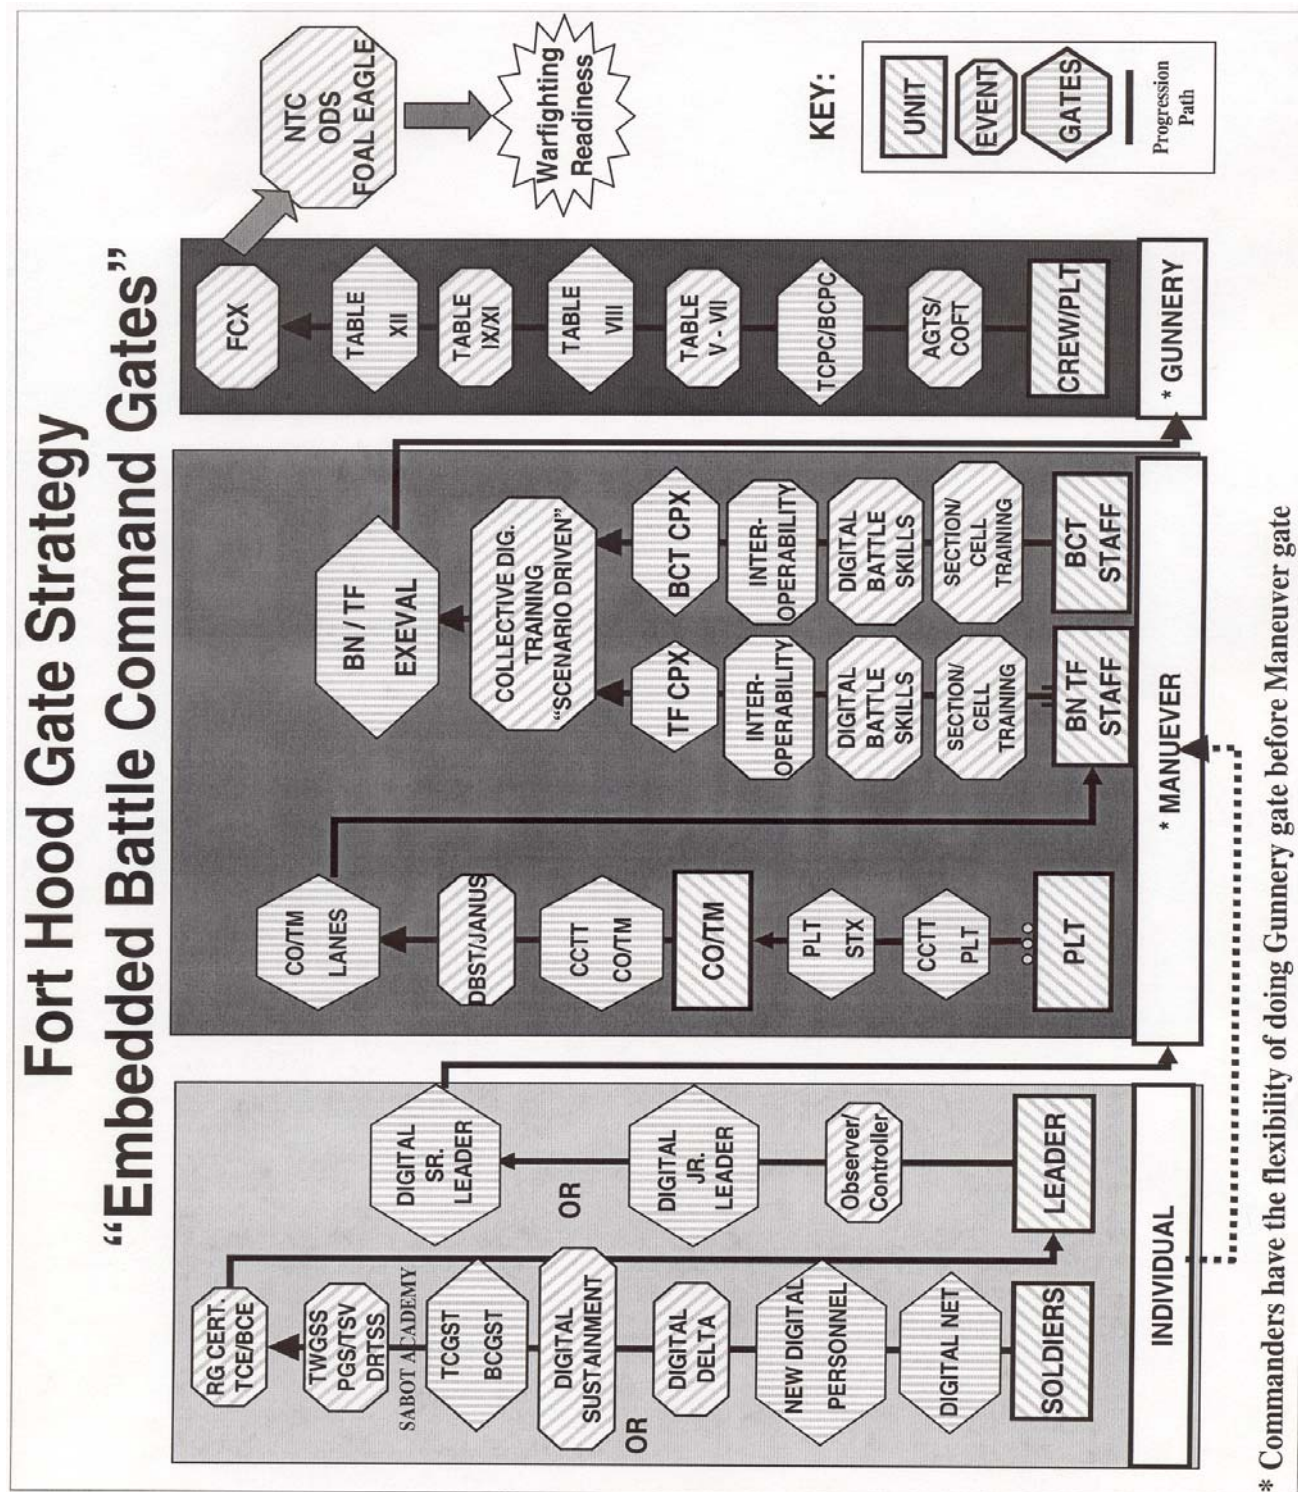 Fort Hood Gate Strategy
“Embedded Battle Command Gates”
RG CERT.
TCE/BCE
TWGSS
PGS/TSV
DRTSS
SABOT ACADEMY
TCGST
BCGST
DIGITAL
SUSTAINMENT
OR
DIGITAL
DELTA
NEW DIGITAL
PERSONNEL
DIGITAL NET
SOLDIERS
DIGITAL
SR.
LEADER
OR
DIGITAL
JR.
LEADER
Observer/
Controller
LEADER
INDIVIDUAL
CO/TM
LANES
DBST/JANUS
CCTT
CO/TM
CO/TM
PLT
STX
CCTT
PLT
PLT
BN / TF
EXEVAL
COLLECTIVE DIG.
TRAINING
“SCENARIO DRIVEN”
TF CPX
INTER-
OPERABILITY
DIGITAL
BATTLE
SKILLS
SECTION/
CELL
TRAINING
BN TF
STAFF
BCT CPX
INTER-
OPERABILITY
DIGITAL
BATTLE
SKILLS
SECTION/
CELL
TRAINING
BCT
STAFF
* MANUEVER
FCX
TABLE
XII
TABLE
IX/XI
TABLE
VIII
TABLE
V - VII
TCPC/BCPC
AGTS/
COFT
CREW/PLT
* GUNNERY
NTC
ODS
FOAL EAGLE
Warfighting
Readiness
KEY:
UNIT
EVENT
GATES
Progression
Path
* Commanders have the flexibility of doing Gunnery gate before Maneuver gate